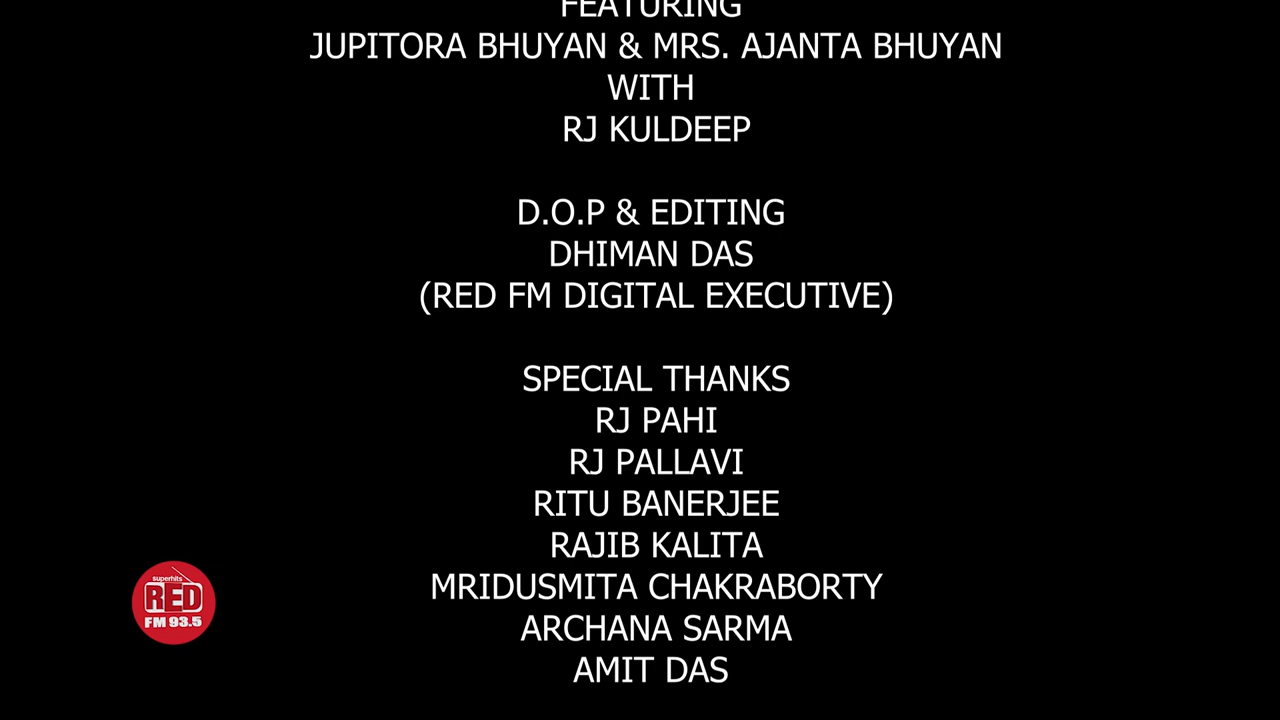 FEATURING
JUPITORA BHUYAN & MRS. AJANTA BHUYAN
WITH
RJ KULDEEP
D.O.P & EDITING
DHIMAN DAS
(RED FM DIGITAL EXECUTIVE)
SPECIAL THANKS
RJ PAHI
RJ PALLAVI
RITU BANERJEE
RAJIB KALITA
MRIDUSMITA CHAKRABORTY
ARCHANA SARMA
AMIT DAS
superhits
RED
FM 93.5